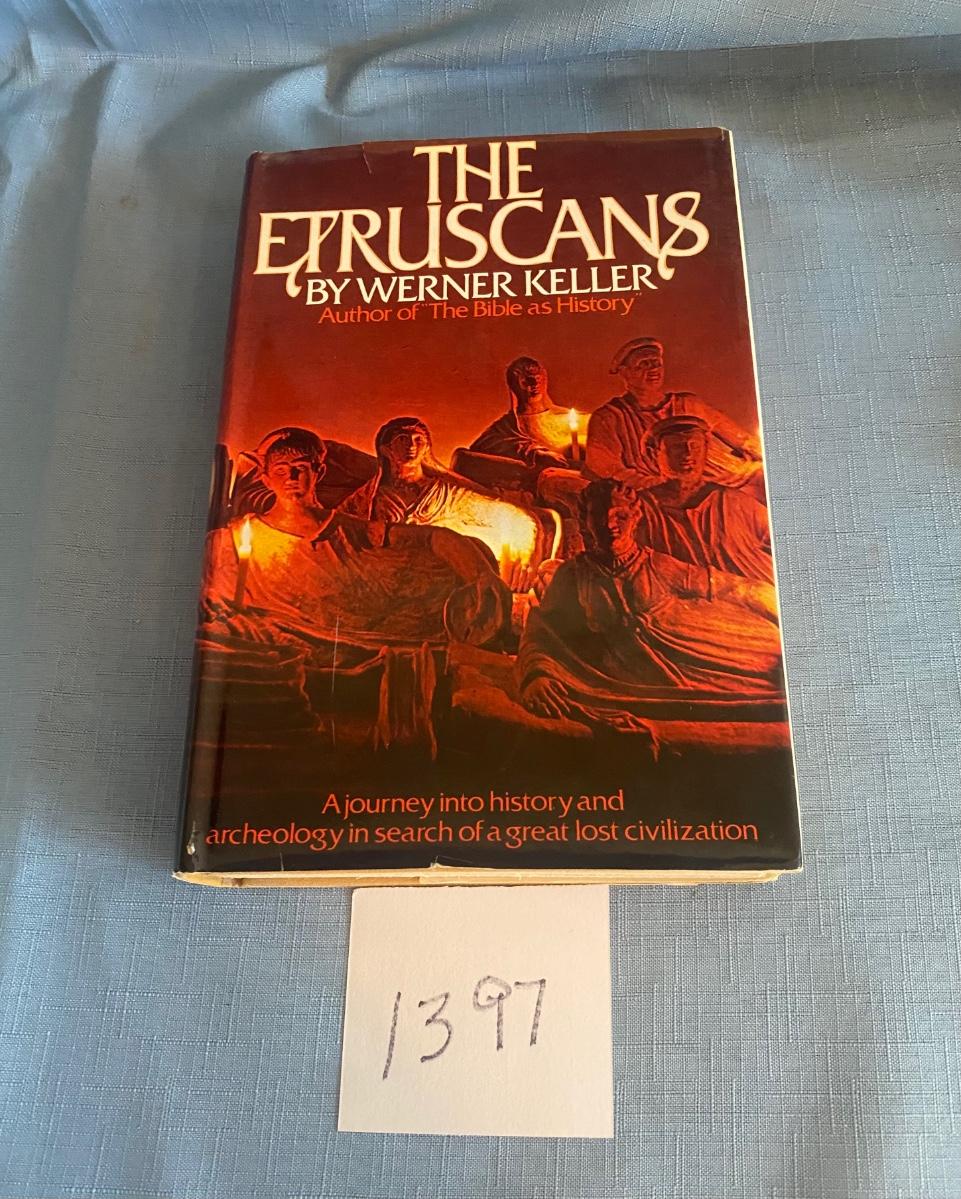 THE
ETRUSCANS
BY WERNER KELLER
Author of "The Bible as History"
A journey into history and
archeology in search of a great lost civilization
1397